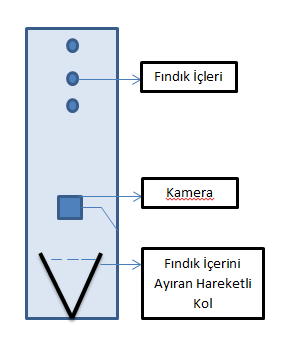 Fındık İçleri
Kamera
Fındık İçerini
Ayıran Hareketli
Kol